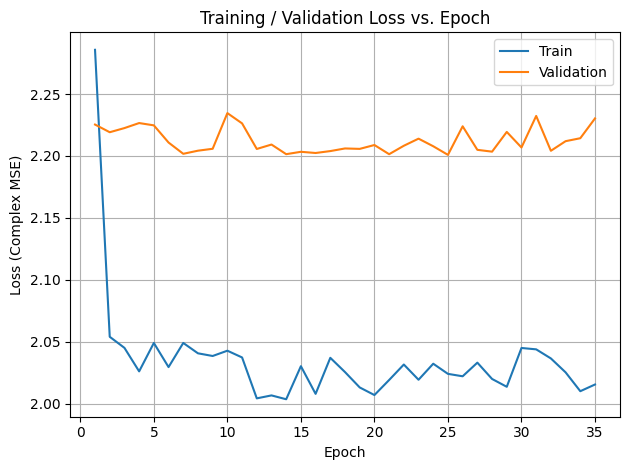 Training / Validation Loss vs. Epoch
Train
Validation
2.25
2.20
2.15
2.10
2.05
2.00
Loss (Complex MSE)
0 5 10 15 20 25 30 35
Epoch